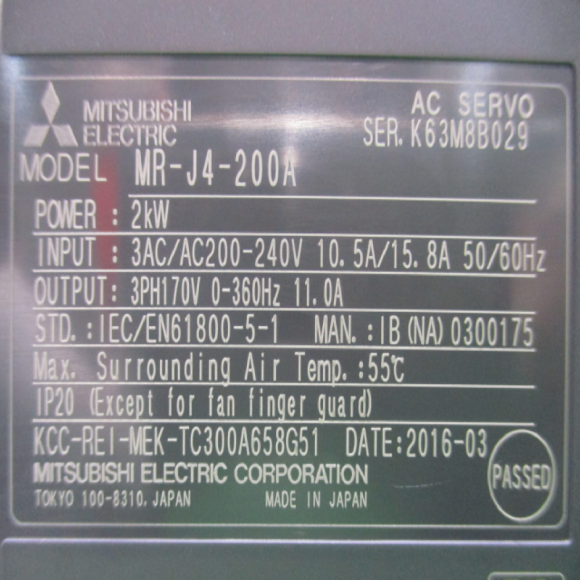 MITSUBISHI
ELECTRIC
AC SERVO
SER. K63M8B029
MODEL MR-J4-200A
POWER : 2kW
INPUT : 3AC/AC200-240V 10.5A/15.8A 50/60Hz
OUTPUT: 3PH170V 0-360Hz 11.0A
STD.:IEC/EN61800-5-1 MAN.:IB(NA)0300175
Max. Surrounding Air Temp.:55℃
IP20 (Except for fan finger guard)
KCC-REI-MEK-TC300A658G51 DATE:2016-03
MITSUBISHI ELECTRIC CORPORATION
TOKYO 100-8310, JAPAN MADE IN JAPAN
PASSED